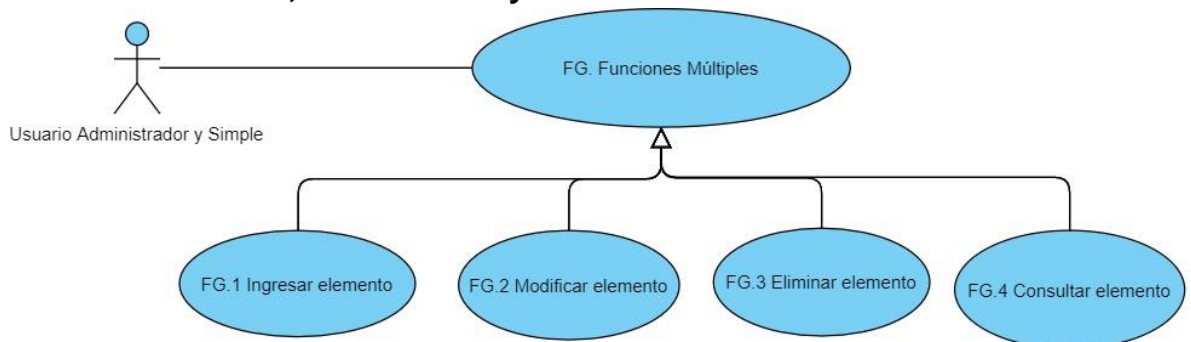 FG. Funciones Múltiples
Usuario Administrador y Simple
FG.1 Ingresar elemento
FG.2 Modificar elemento
FG.3 Eliminar elemento
FG.4 Consultar elemento